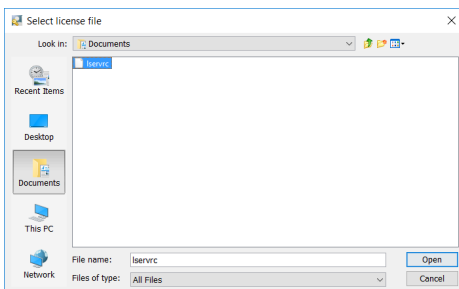 Select license file
Look in: Documents
lservrc
Recent Items
Desktop
Documents
This PC
Network
File name: lservrc Open
Files of type: All Files Cancel